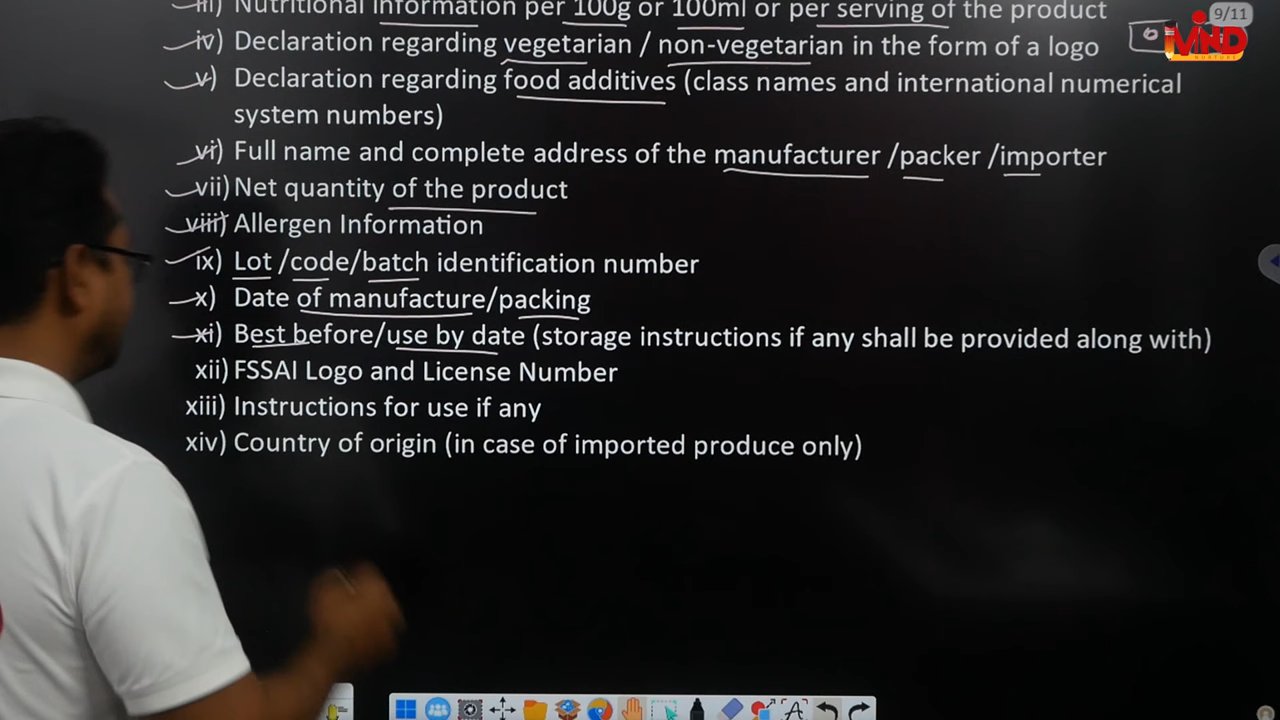 iii) Nutritional information per 100g or 100ml or per serving of the product
9/11
iv) Declaration regarding vegetarian / non-vegetarian in the form of a logo
MND
NURTURE
v) Declaration regarding food additives (class names and international numerical
system numbers)
vi) Full name and complete address of the manufacturer /packer /importer
vii) Net quantity of the product
viii) Allergen Information
ix) Lot /code/batch identification number
x) Date of manufacture/packing
xi) Best before/use by date (storage instructions if any shall be provided along with)
xii) FSSAI Logo and License Number
xiii) Instructions for use if any
xiv) Country of origin (in case of imported produce only)
A